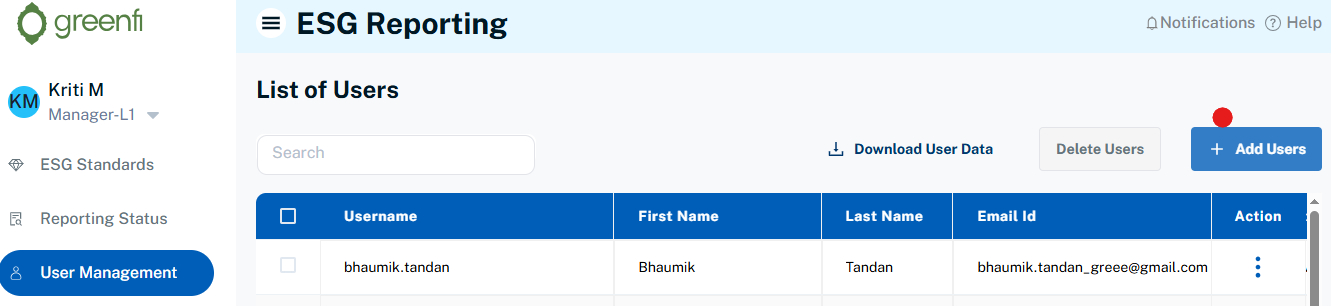 greenfi
ESG Reporting
Notifications
Help
KM
Kriti M
Manager-L1
ESG Standards
Reporting Status
User Management
List of Users
Search
Download User Data
Delete Users
+ Add Users
Username First Name Last Name Email Id Action
bhaumik.tandan Bhaumik Tandan bhaumik.tandan_greee@gmail.com